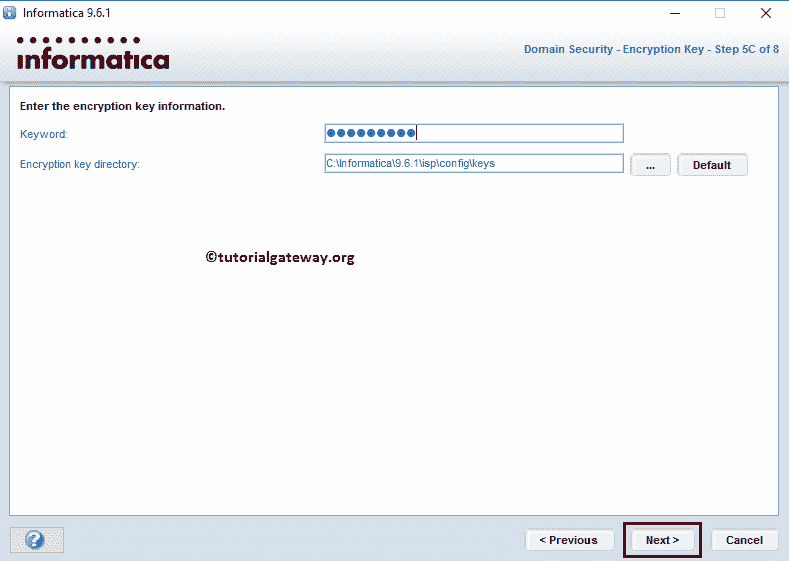 Informatica 9.6.1
informatica
Domain Security - Encryption Key - Step 5C of 8
Enter the encryption key information.
Keyword:
Encryption key directory:
C:\Informatica\9.6.1\isp\config\keys
...
Default
©tutorialgateway.org
?
< Previous
Next >
Cancel